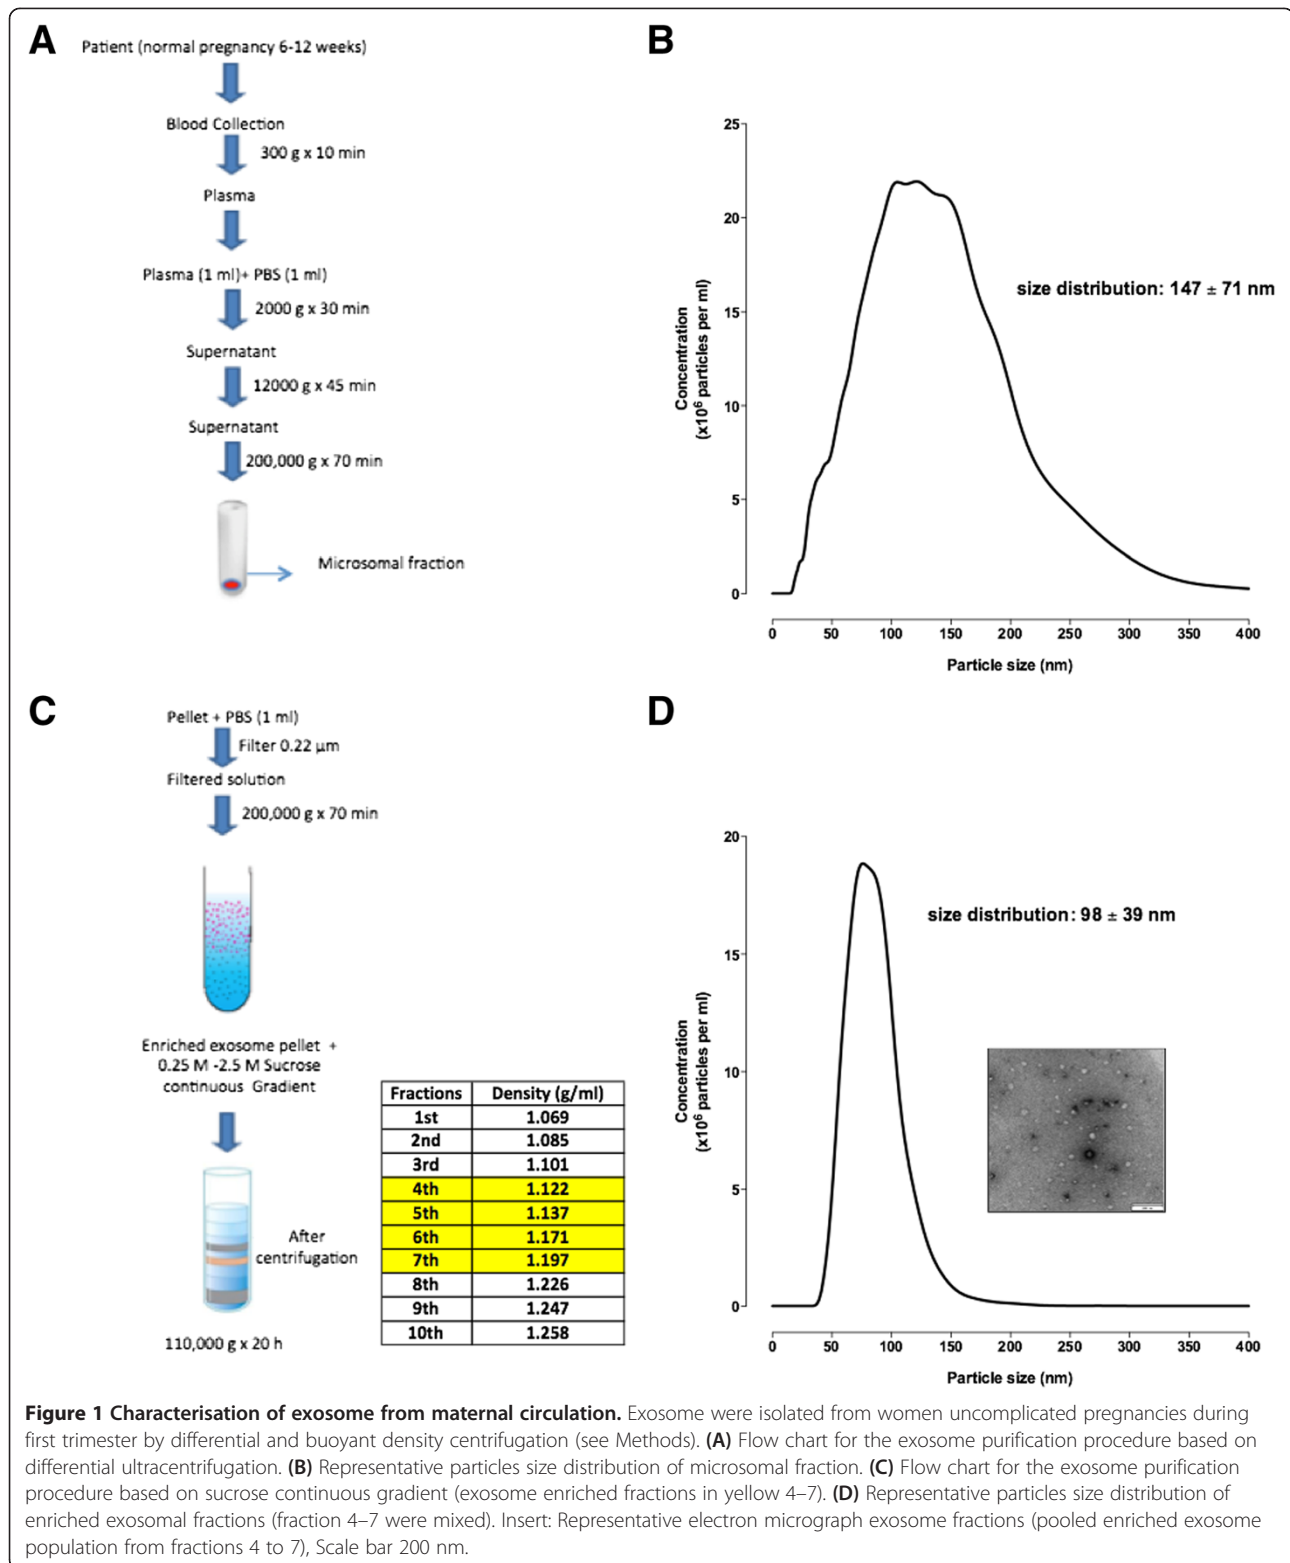 A
Patient (normal pregnancy 6-12 weeks)
Blood Collection
300 g x 10 min
Plasma
Plasma (1 ml)+ PBS (1 ml)
2000 g x 30 min
Supernatant
12000 g x 45 min
Supernatant
200,000 g x 70 min
Microsomal fraction
B
25
20
15
10
5
0
Concentration
(x10⁶ particles per ml)
size distribution: 147 ± 71 nm
0 50 100 150 200 250 300 350 400
Particle size (nm)
C
Pellet + PBS (1 ml)
Filter 0.22 µm
Filtered solution
200,000 g x 70 min
Enriched exosome pellet +
0.25 M -2.5 M Sucrose
continuous Gradient
After
centrifugation
110,000 g x 20 h
Fractions Density (g/ml)
1st 1.069
2nd 1.085
3rd 1.101
4th 1.122
5th 1.137
6th 1.171
7th 1.197
8th 1.226
9th 1.247
10th 1.258
D
20
15
10
5
0
Concentration
(x10⁶ particles per ml)
size distribution: 98 ± 39 nm
0 50 100 150 200 250 300 350 400
Particle size (nm)
Figure 1 Characterisation of exosome from maternal circulation. Exosome were isolated from women uncomplicated pregnancies during
first trimester by differential and buoyant density centrifugation (see Methods). (A) Flow chart for the exosome purification procedure based on
differential ultracentrifugation. (B) Representative particles size distribution of microsomal fraction. (C) Flow chart for the exosome purification
procedure based on sucrose continuous gradient (exosome enriched fractions in yellow 4–7). (D) Representative particles size distribution of
enriched exosomal fractions (fraction 4–7 were mixed). Insert: Representative electron micrograph exosome fractions (pooled enriched exosome
population from fractions 4 to 7), Scale bar 200 nm.